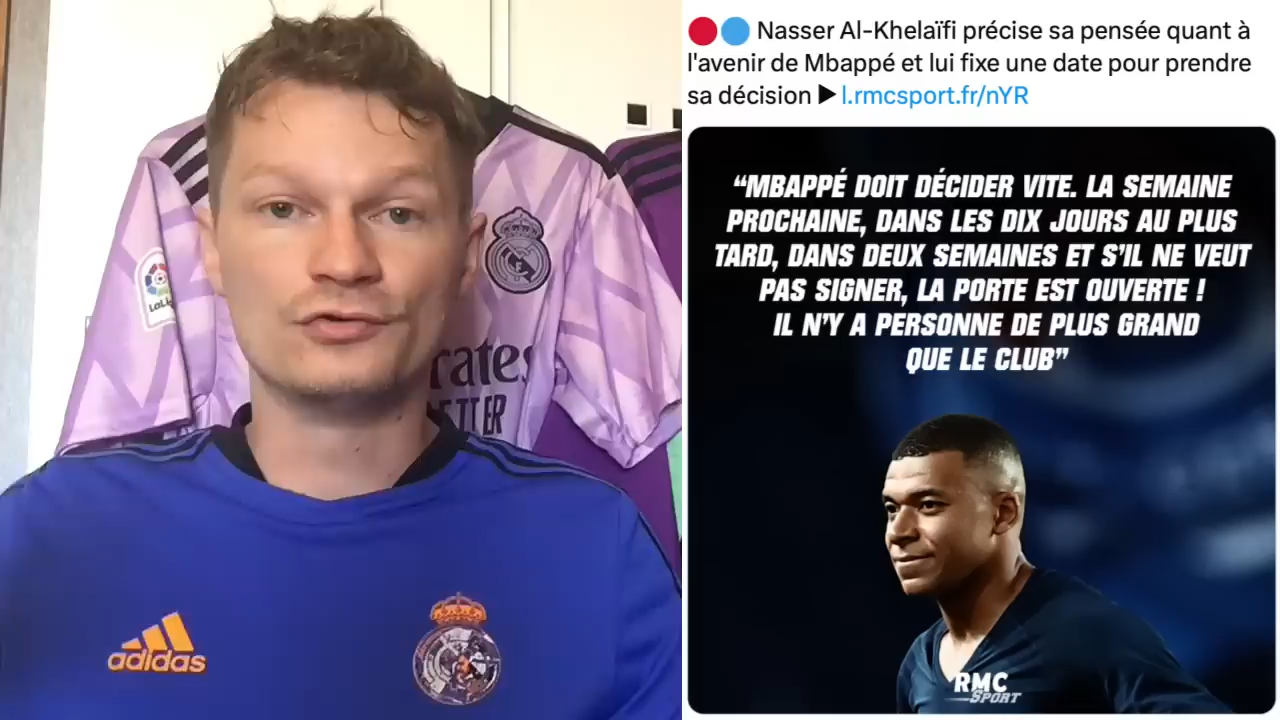 Nasser Al-Khelaïfi précise sa pensée quant à
l'avenir de Mbappé et lui fixe une date pour prendre
sa décision ▶ l.rmcsport.fr/nYR
“MBAPPÉ DOIT DÉCIDER VITE. LA SEMAINE
PROCHAINE, DANS LES DIX JOURS AU PLUS
TARD, DANS DEUX SEMAINES ET S’IL NE VEUT
PAS SIGNER, LA PORTE EST OUVERTE !
IL N’Y A PERSONNE DE PLUS GRAND
QUE LE CLUB”
RMC
SPORT
LaLiga
rates
ETTER
adidas